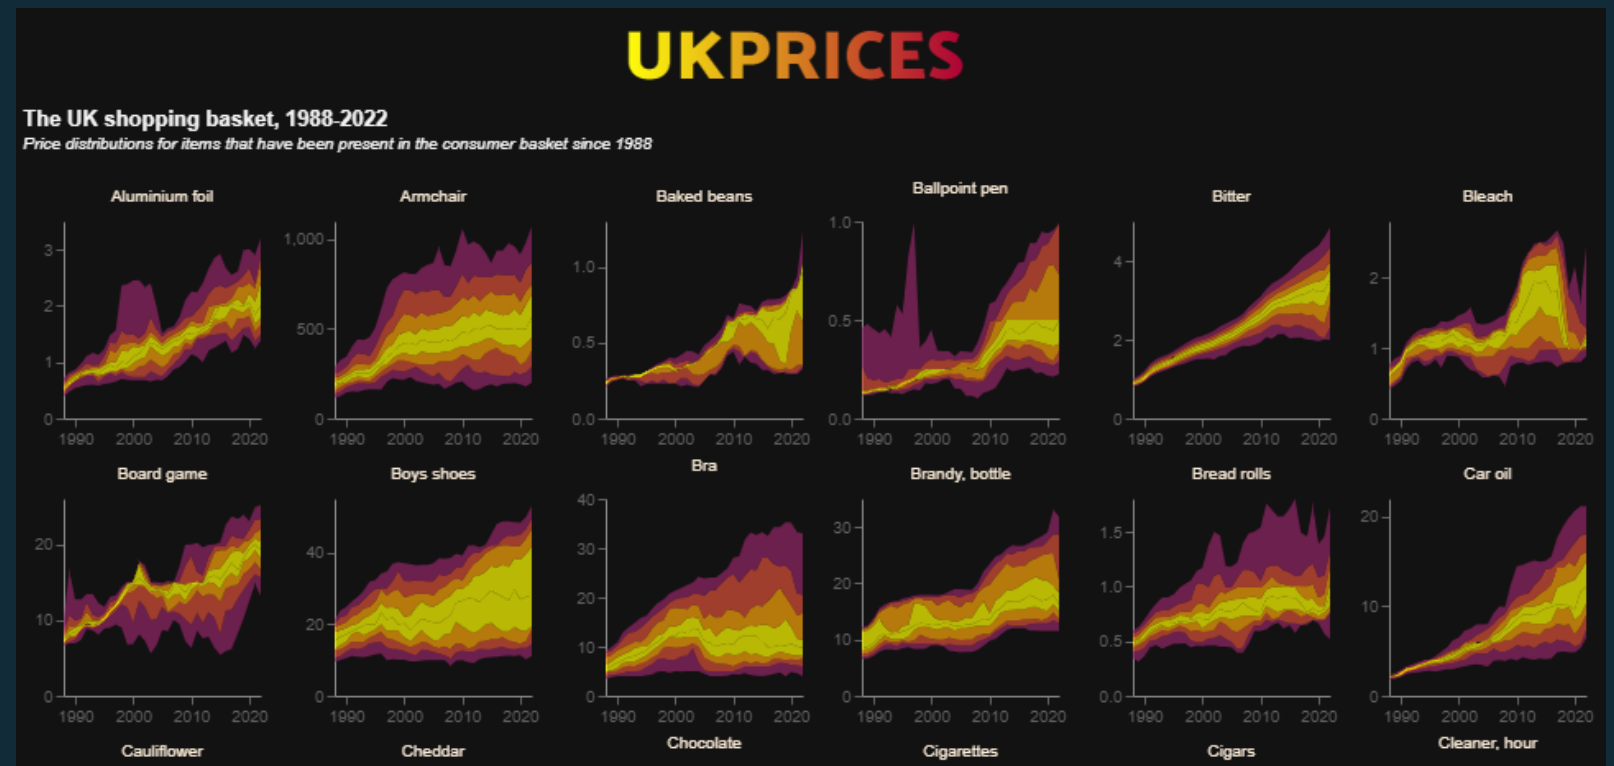 UKPRICES
The UK shopping basket, 1988-2022
Price distributions for items that have been present in the consumer basket since 1988
Aluminium foil
3
2
1
0
1990 2000 2010 2020
Armchair
1,000
500
0
1990 2000 2010 2020
Baked beans
1.0
0.5
0.0
1990 2000 2010 2020
Ballpoint pen
1.0
0.5
0.0
1990 2000 2010 2020
Bitter
4
2
0
1990 2000 2010 2020
Bleach
2
1
0
1990 2000 2010 2020
Board game
20
10
0
1990 2000 2010 2020
Boys shoes
40
20
0
1990 2000 2010 2020
Bra
40
30
20
10
0
1990 2000 2010 2020
Brandy, bottle
30
20
10
0
1990 2000 2010 2020
Bread rolls
1.5
1.0
0.5
0.0
1990 2000 2010 2020
Car oil
20
10
0
1990 2000 2010 2020
Cauliflower
Cheddar
Chocolate
Cigarettes
Cigars
Cleaner, hour